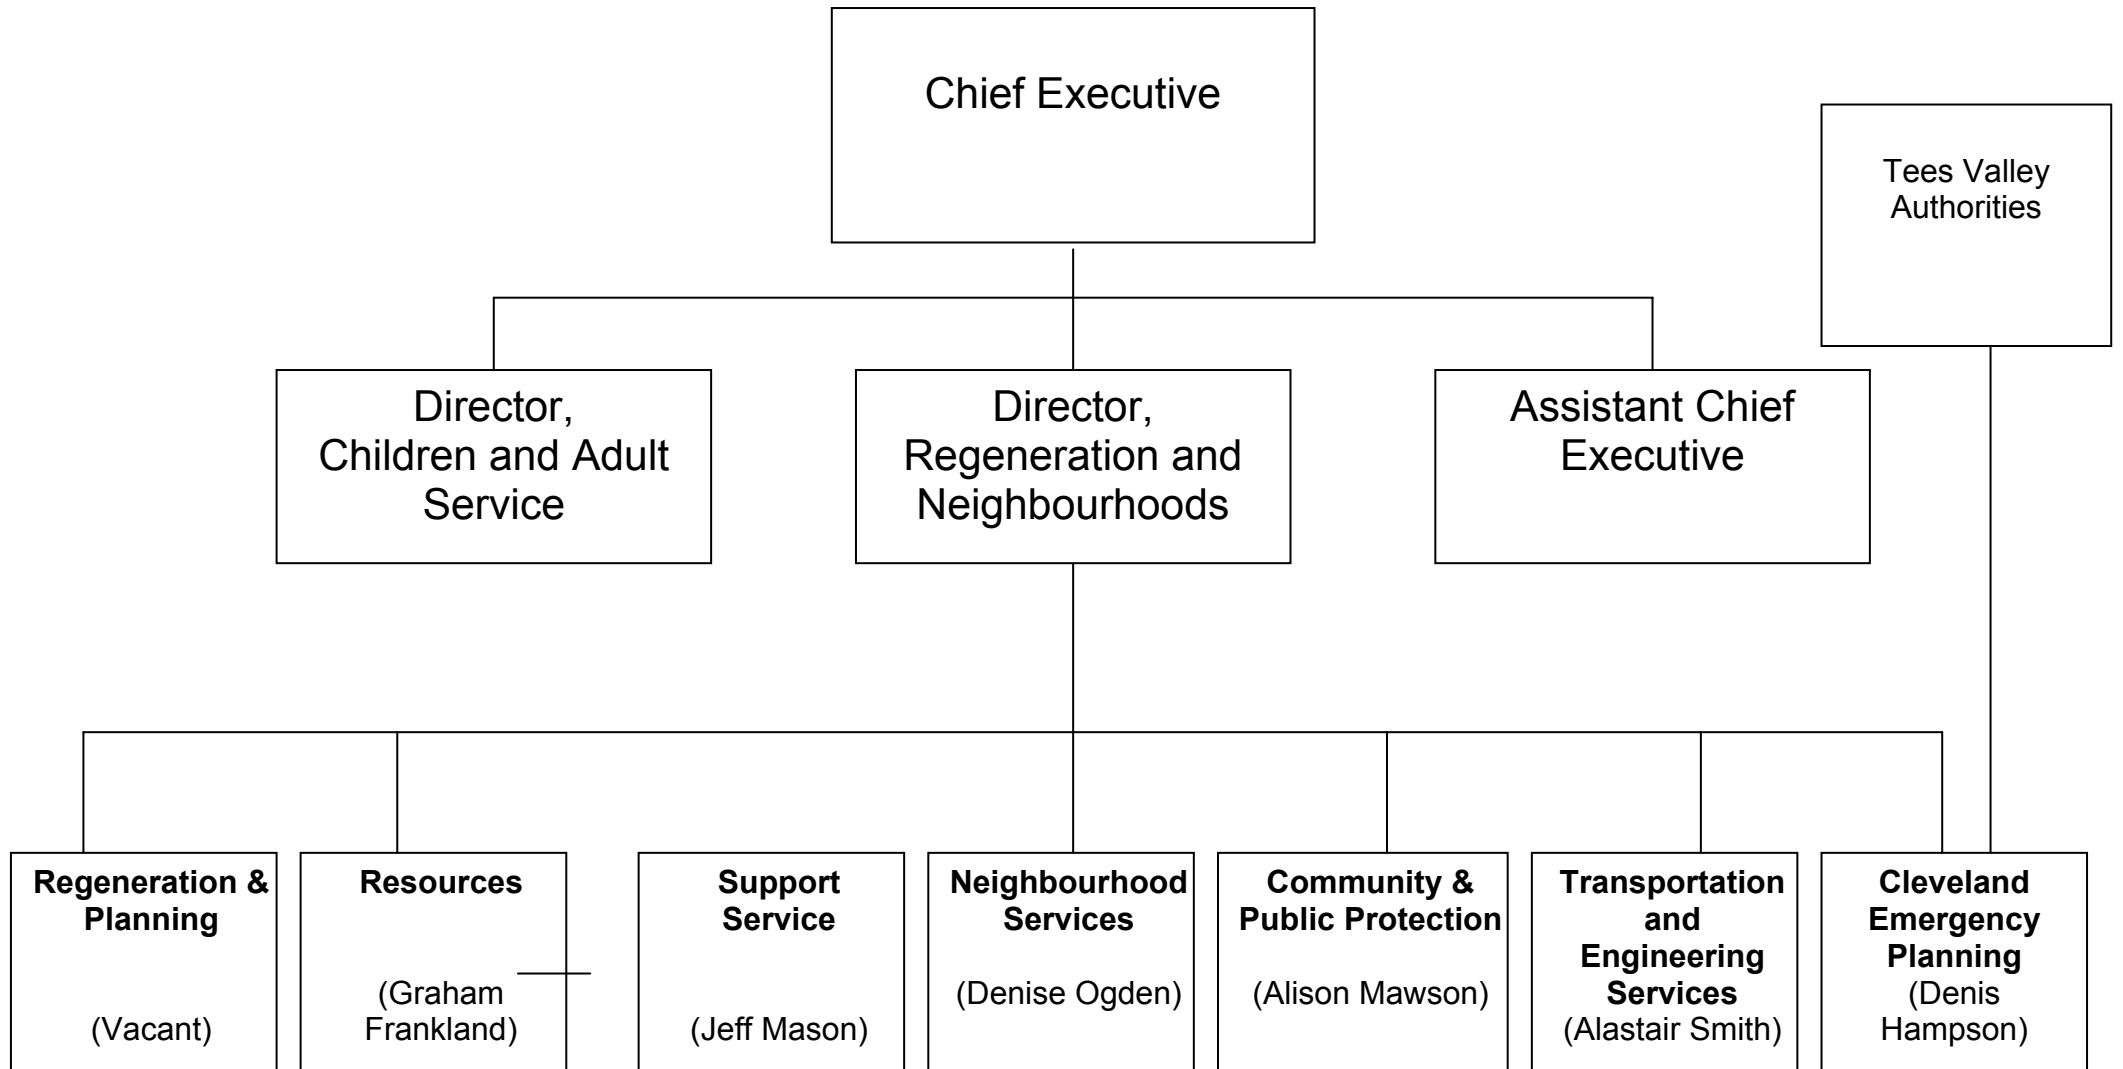 Chief Executive
Tees Valley
Authorities
Director,
Children and Adult
Service
Director,
Regeneration and
Neighbourhoods
Assistant Chief
Executive
Regeneration &
Planning
(Vacant)
Resources
(Graham
Frankland)
Support
Service
(Jeff Mason)
Neighbourhood
Services
(Denise Ogden)
Community &
Public Protection
(Alison Mawson)
Transportation
and
Engineering
Services
(Alastair Smith)
Cleveland
Emergency
Planning
(Denis
Hampson)